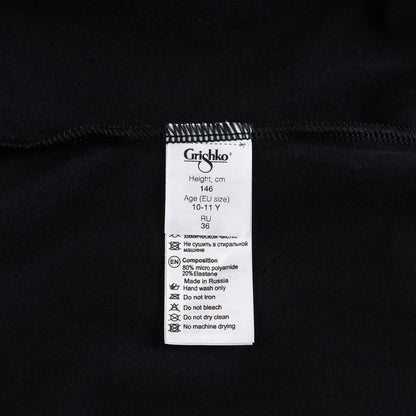 Grishko
Height, cm
146
Age (EU size)
10-11 Y
RU
36
химической чистке
Не сушить в стиральной
машине
EN Composition
80% micro polyamide
20% Elastane
Made in Russia
Hand wash only
Do not Iron
Do not bleach
Do not dry clean
No machine drying